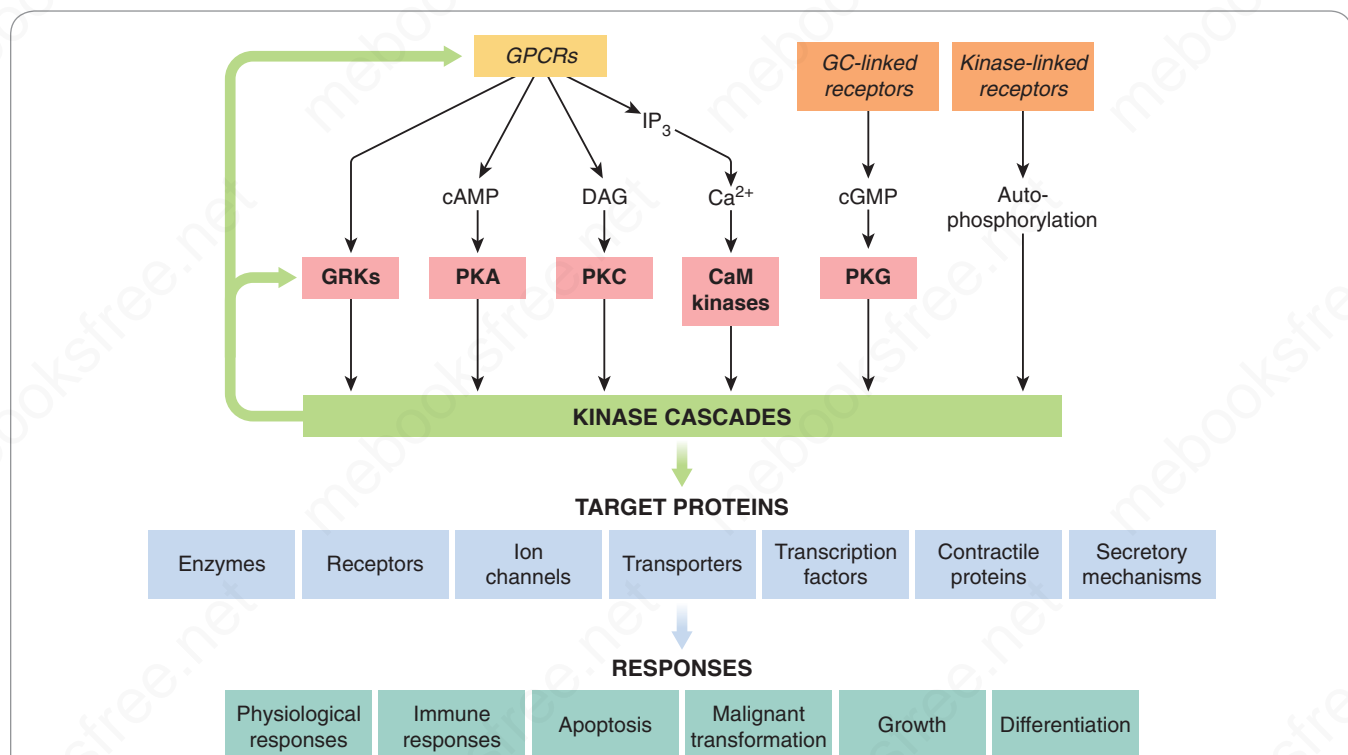 GPCRs
GC-linked
receptors
Kinase-linked
receptors
IP3
cAMP
DAG
Ca2+
cGMP
Auto-
phosphorylation
GRKs
PKA
PKC
CaM
kinases
PKG
KINASE CASCADES
TARGET PROTEINS
Enzymes
Receptors
Ion
channels
Transporters
Transcription
factors
Contractile
proteins
Secretory
mechanisms
RESPONSES
Physiological
responses
Immune
responses
Apoptosis
Malignant
transformation
Growth
Differentiation
mebooksfree.net